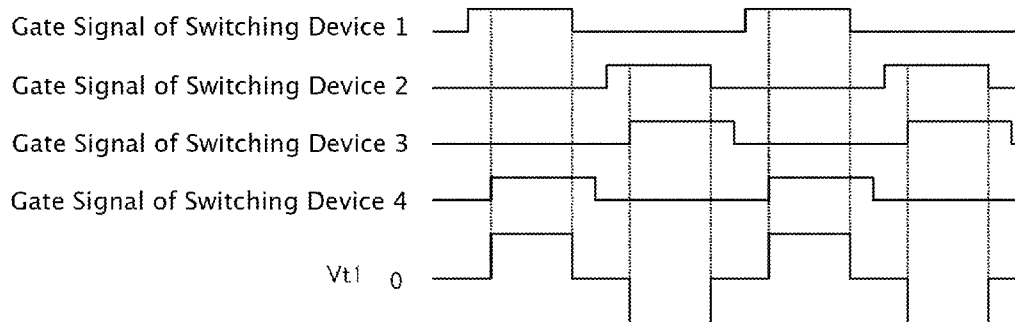 Gate Signal of Switching Device 1
Gate Signal of Switching Device 2
Gate Signal of Switching Device 3
Gate Signal of Switching Device 4
Vt1 0